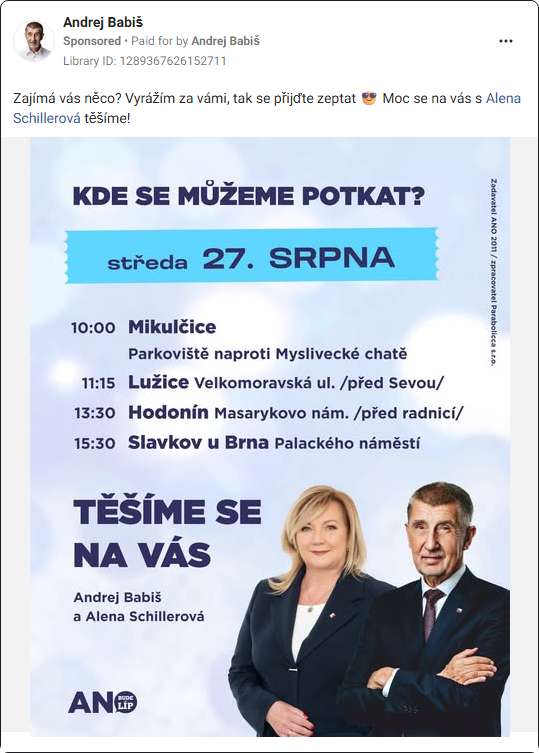 Andrej Babiš
Sponsored • Paid for by Andrej Babiš
Library ID: 1289367626152711
Zajímá vás něco? Vyrážím za vámi, tak se přijďte zeptat 😎 Moc se na vás s Alena
Schillerová těšíme!
KDE SE MŮŽEME POTKAT?
středa 27. SRPNA
10:00 Mikulčice
Parkoviště naproti Myslivecké chatě
11:15 Lužice Velkomoravská ul. /před Sevou/
13:30 Hodonín Masarykovo nám. /před radnicí/
15:30 Slavkov u Brna Palackého náměstí
TĚŠÍME SE
NA VÁS
Andrej Babiš
a Alena Schillerová
ANO BUDE LÍP
Zadavatel ANO 2011 / zpracovatel Parabolicca s.r.o.